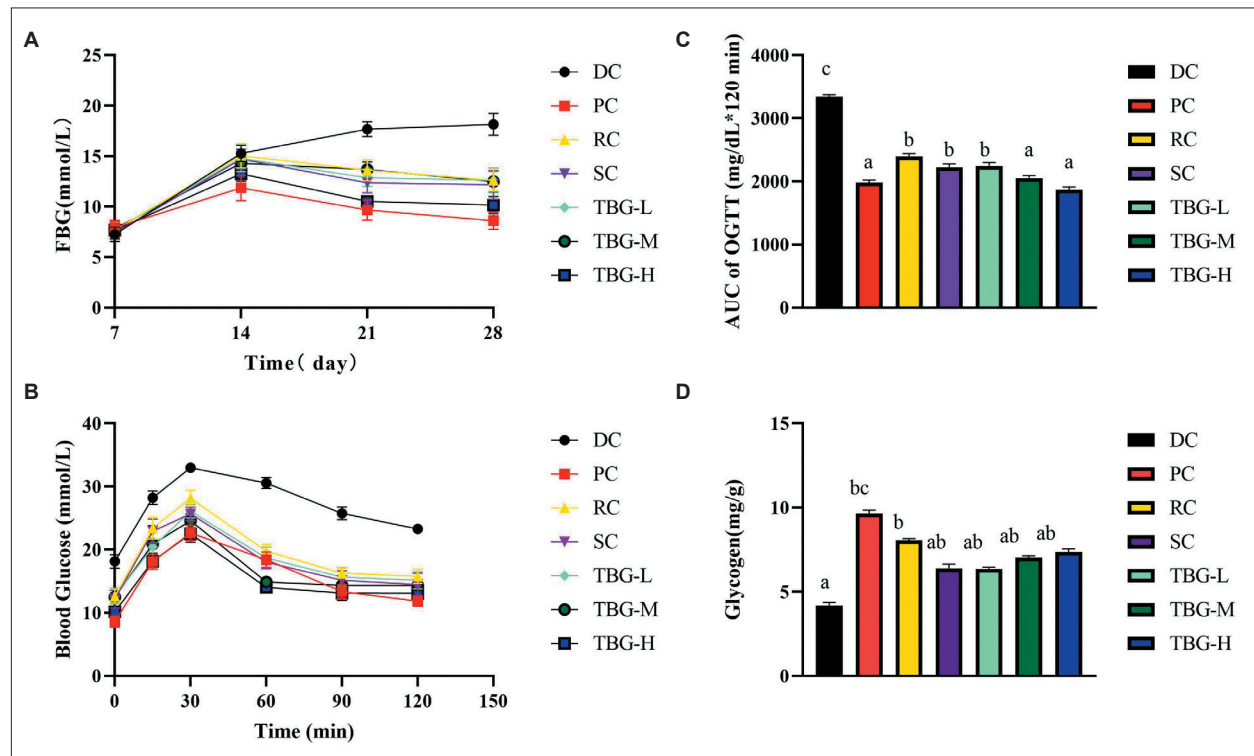 A
FBG(mmol/L)
25
20
15
10
5
0
7
14
21
28
Time( day)
DC
PC
RC
SC
TBG-L
TBG-M
TBG-H
B
Blood Glucose (mmol/L)
40
30
20
10
0
0
30
60
90
120
150
Time (min)
DC
PC
RC
SC
TBG-L
TBG-M
TBG-H
C
AUC of OGTT (mg/dL*120 min)
4000
3000
2000
1000
0
c
a
b
b
b
a
a
DC
PC
RC
SC
TBG-L
TBG-M
TBG-H
D
Glycogen(mg/g)
15
10
5
0
a
bc
b
ab
ab
ab
ab
DC
PC
RC
SC
TBG-L
TBG-M
TBG-H